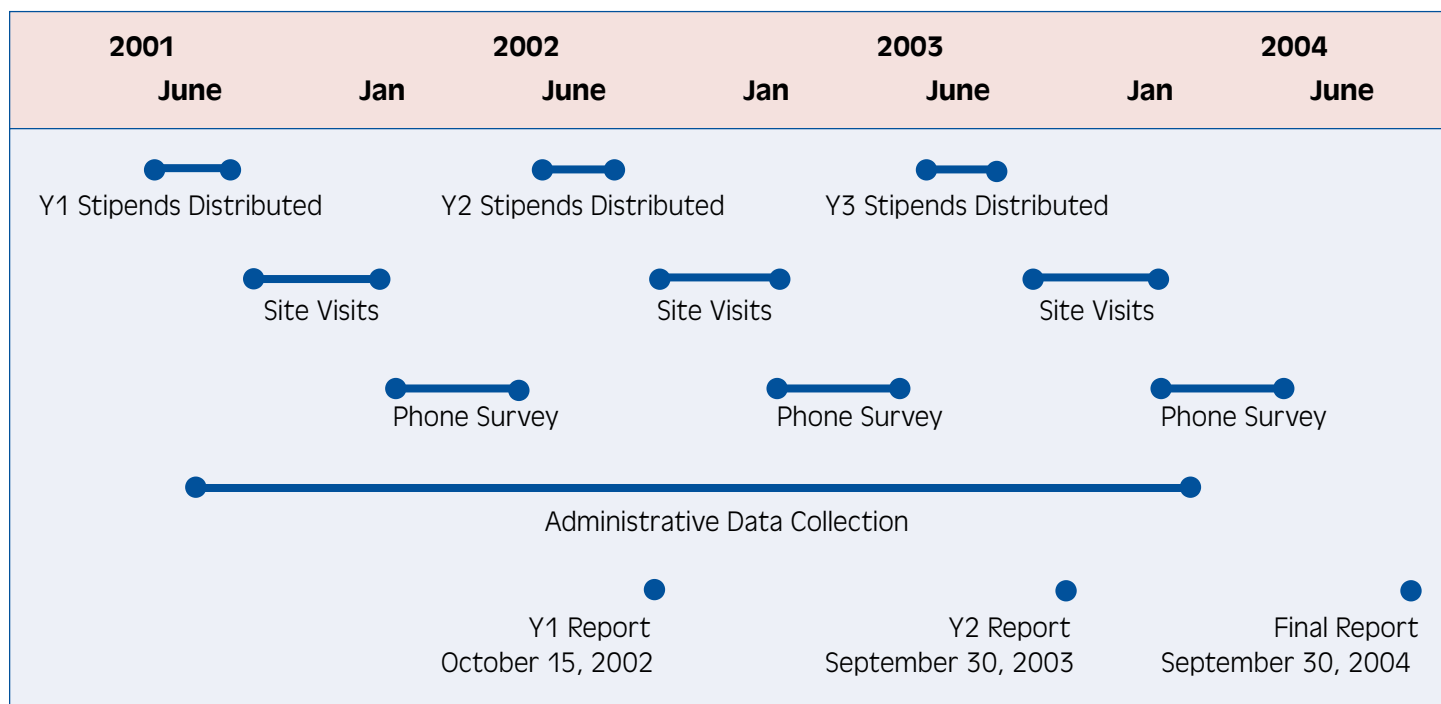 2001 2002 2003 2004
June Jan June Jan June Jan June
Y1 Stipends Distributed Y2 Stipends Distributed Y3 Stipends Distributed
Site Visits Site Visits Site Visits
Phone Survey Phone Survey Phone Survey
Administrative Data Collection
Y1 Report Y2 Report Final Report
October 15, 2002 September 30, 2003 September 30, 2004